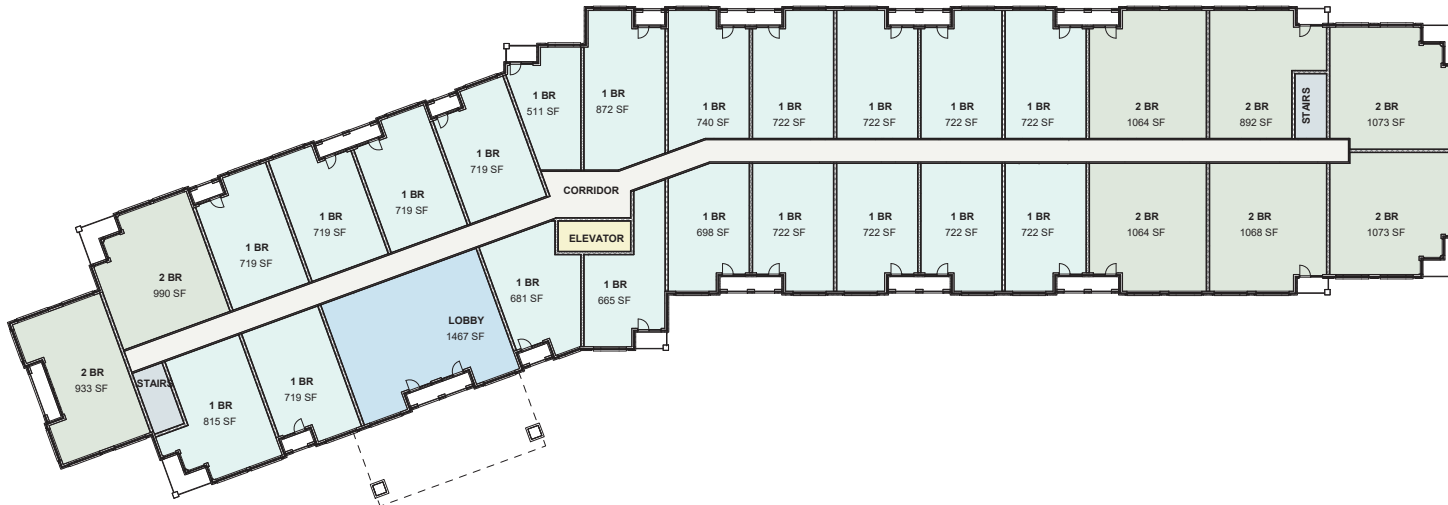 1 BR
511 SF
1 BR
872 SF
1 BR
740 SF
1 BR
722 SF
1 BR
722 SF
1 BR
722 SF
1 BR
722 SF
2 BR
1064 SF
2 BR
892 SF
STAIRS
2 BR
1073 SF
1 BR
719 SF
1 BR
719 SF
1 BR
719 SF
1 BR
719 SF
CORRIDOR
ELEVATOR
1 BR
698 SF
1 BR
722 SF
1 BR
722 SF
1 BR
722 SF
1 BR
722 SF
2 BR
1064 SF
2 BR
1068 SF
2 BR
1073 SF
2 BR
990 SF
1 BR
681 SF
1 BR
665 SF
LOBBY
1467 SF
2 BR
933 SF
STAIRS
1 BR
815 SF
1 BR
719 SF